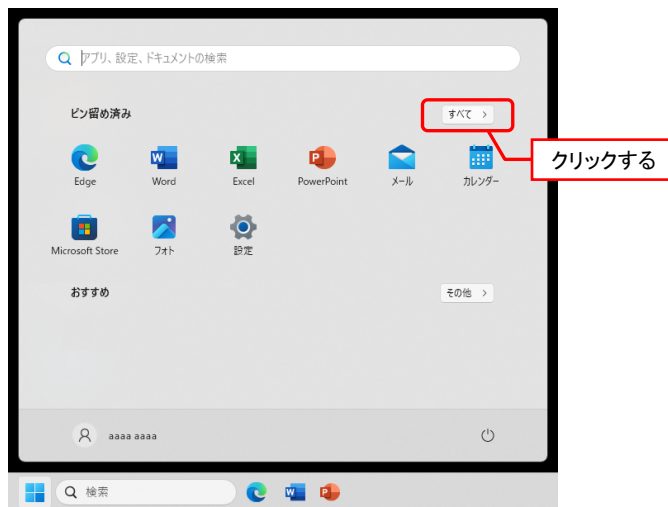 アプリ、設定、ドキュメントの検索
ピン留め済み
すべて >
クリックする
Edge
Word
Excel
PowerPoint
メール
カレンダー
Microsoft Store
フォト
設定
おすすめ
その他 >
aaaa aaaa
検索